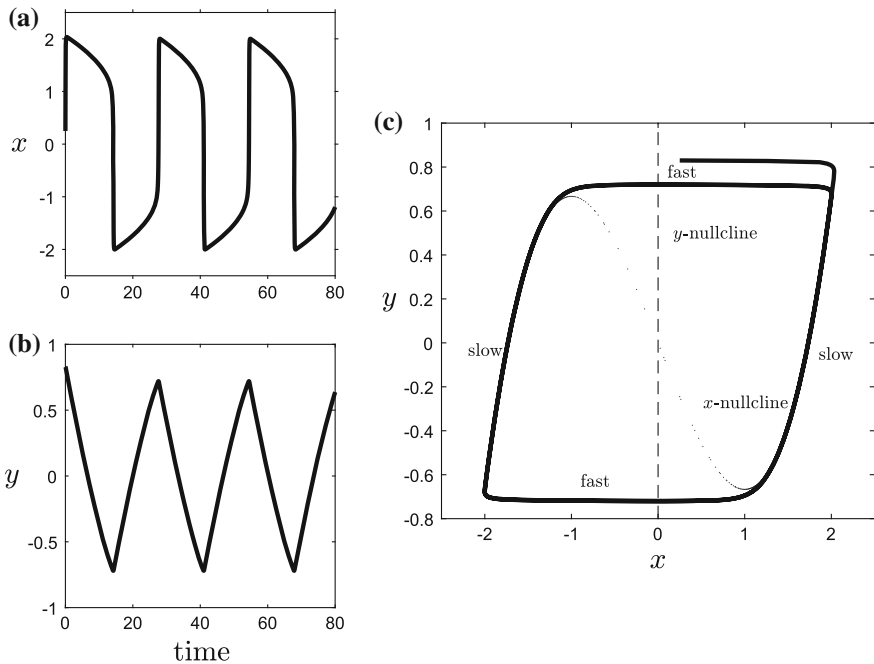 (a)
2
1
0
-1
-2
x
0 20 40 60 80
(b)
1
0.5
0
-0.5
-1
y
0 20 40 60 80
time
(c)
1
0.8
0.6
0.4
0.2
0
-0.2
-0.4
-0.6
-0.8
y
fast
y-nullcline
slow
slow
x-nullcline
fast
-2 -1 0 1 2
x